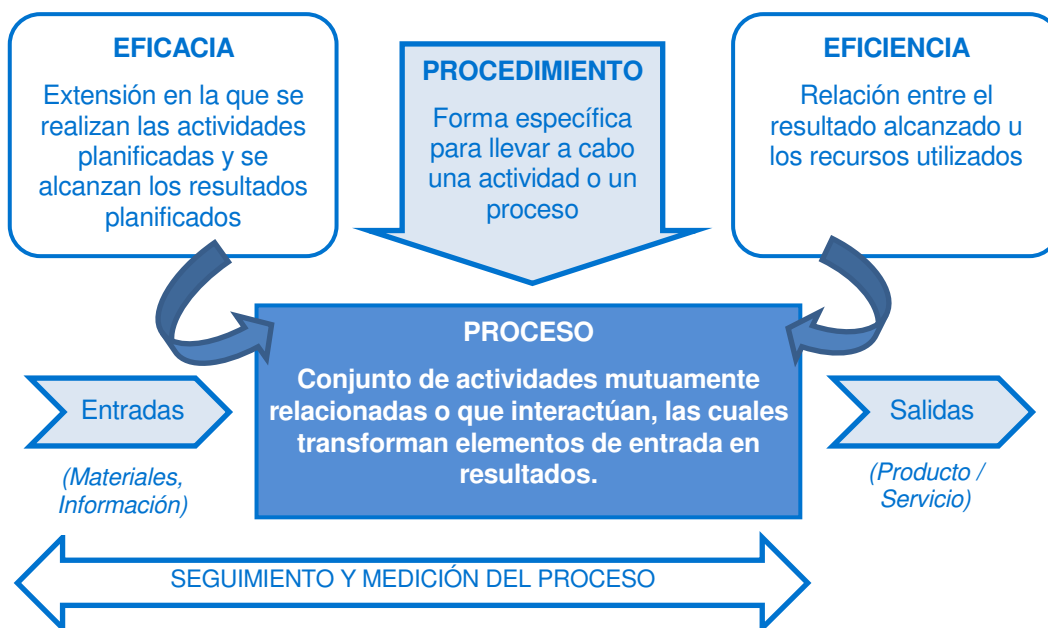 EFICACIA
Extensión en la que se
realizan las actividades
planificadas y se
alcanzan los resultados
planificados
PROCEDIMIENTO
Forma específica
para llevar a cabo
una actividad o un
proceso
EFICIENCIA
Relación entre el
resultado alcanzado u
los recursos utilizados
Entradas
(Materiales,
Información)
PROCESO
Conjunto de actividades mutuamente
relacionadas o que interactúan, las cuales
transforman elementos de entrada en
resultados.
Salidas
(Producto /
Servicio)
SEGUIMIENTO Y MEDICIÓN DEL PROCESO